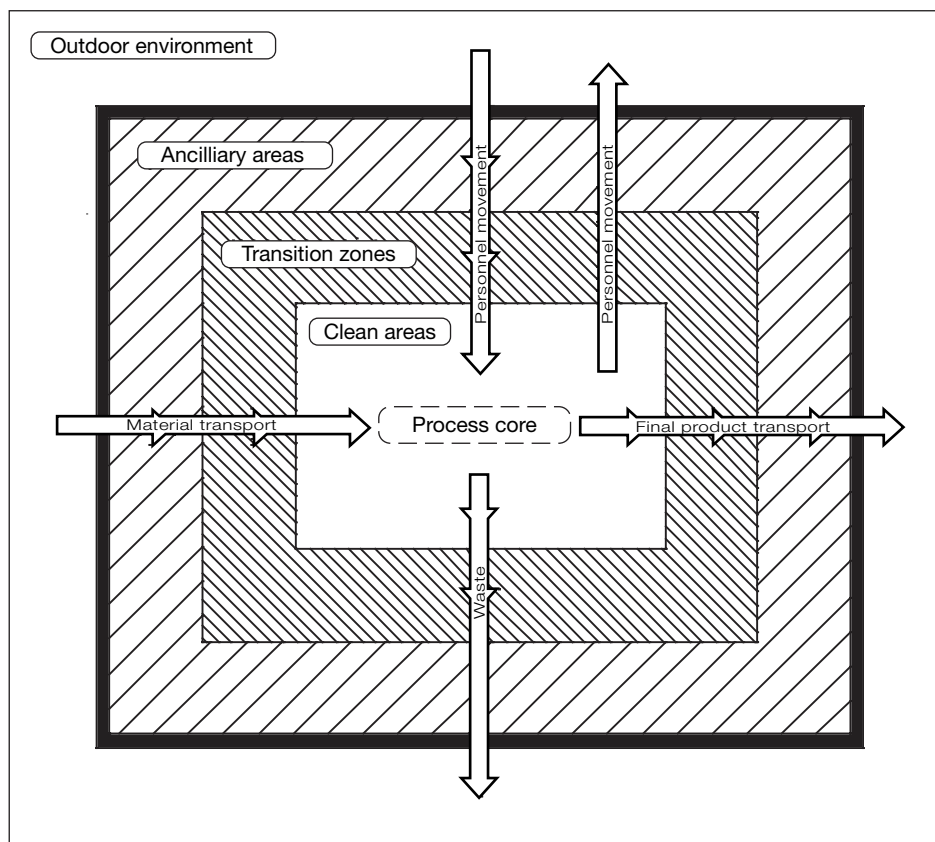 Outdoor environment
Ancilliary areas
Personnel movement
Personnel movement
Transition zones
Clean areas
Material transport
Process core
Final product transport
Waste